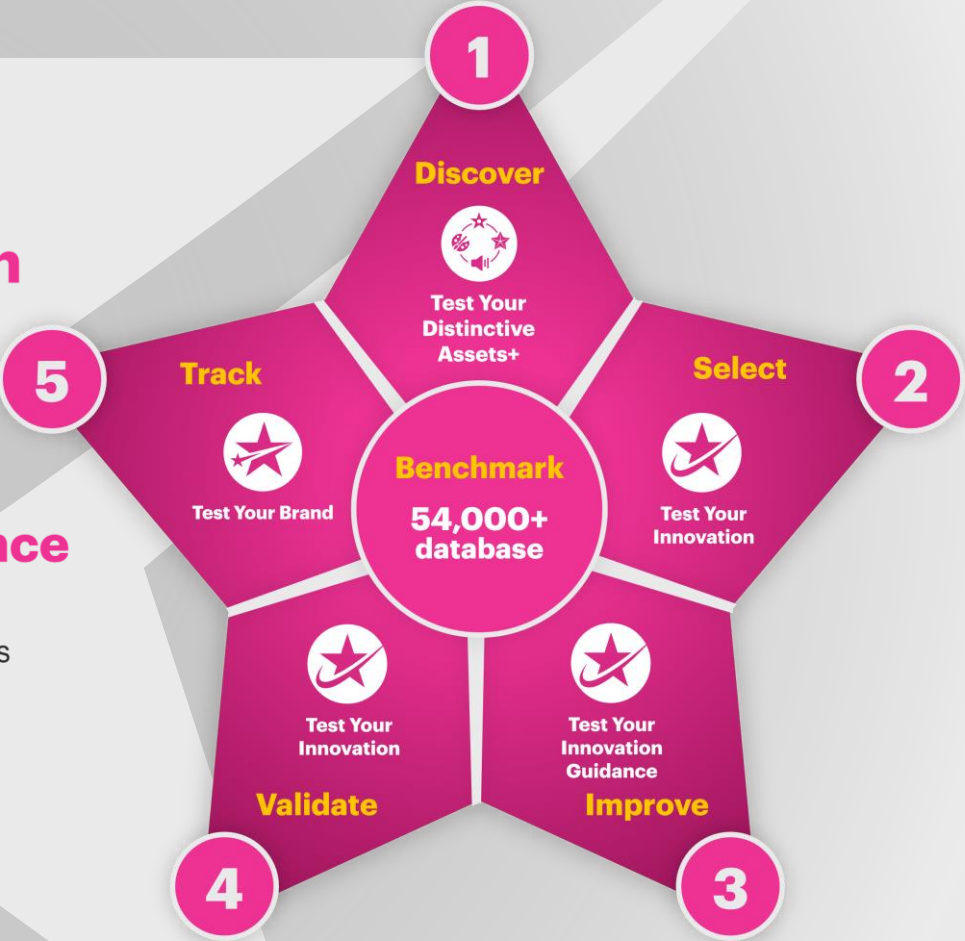 1
Discover
Test Your
Distinctive
Assets+
2
Select
Test Your
Innovation
3
Test Your
Innovation
Guidance
Improve
4
Test Your
Innovation
Validate
5
Track
Test Your Brand
Benchmark
54,000+
database